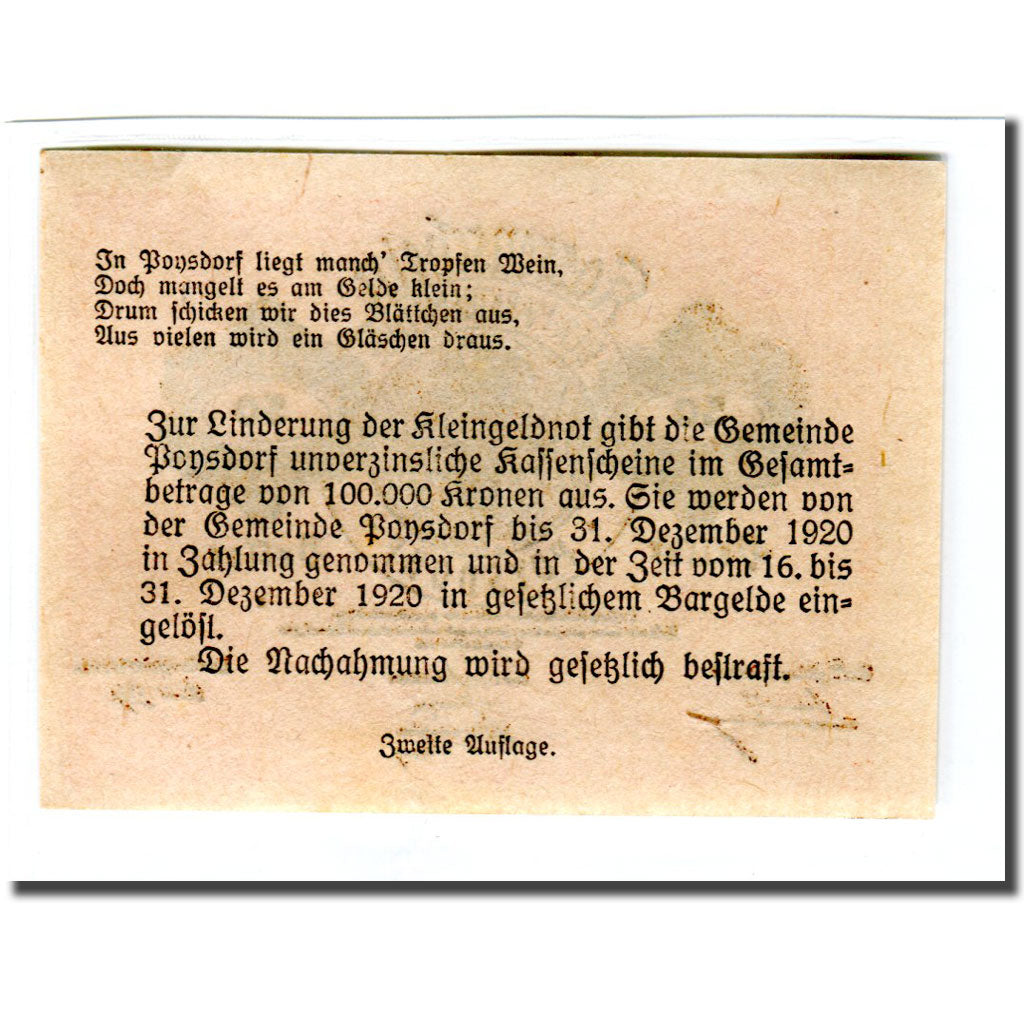 In Poysdorf liegt manch' Tropfen Wein,
Doch mangelt es am Gelde klein;
Drum schicken wir dies Blättchen aus,
Aus vielen wird ein Gläschen draus.
Zur Linderung der Kleingeldnot gibt die Gemeinde
Poysdorf unverzinsliche Kassenscheine im Gesamt=
betrage von 100.000 Kronen aus. Sie werden von
der Gemeinde Poysdorf bis 31. Dezember 1920
in Zahlung genommen und in der Zeit vom 16. bis
31. Dezember 1920 in gesetzlichem Bargelde ein=
gelöst.
Die Nachahmung wird gesetzlich bestraft.
Zweite Auflage.